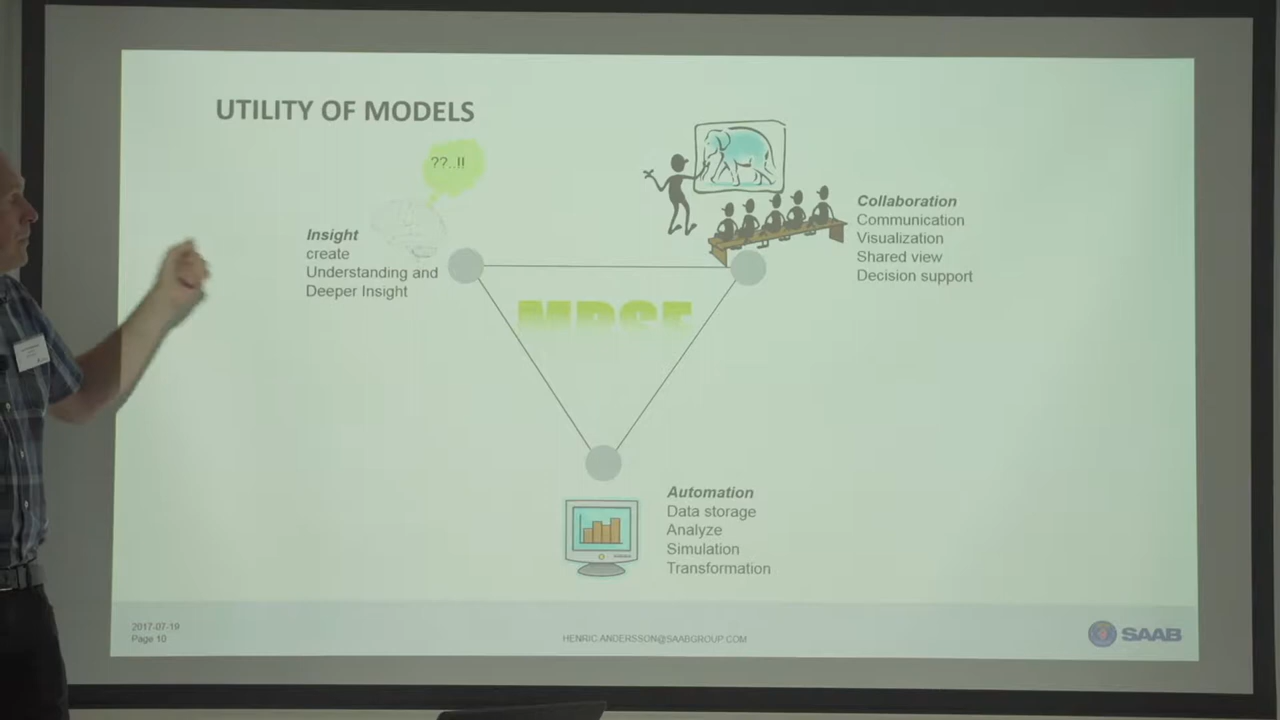 UTILITY OF MODELS
??..!!
Insight
create
Understanding and
Deeper Insight
Collaboration
Communication
Visualization
Shared view
Decision support
MBSE
Automation
Data storage
Analyze
Simulation
Transformation
2017-07-19
Page 10
HENRIC.ANDERSSON@SAABGROUP.COM
SAAB